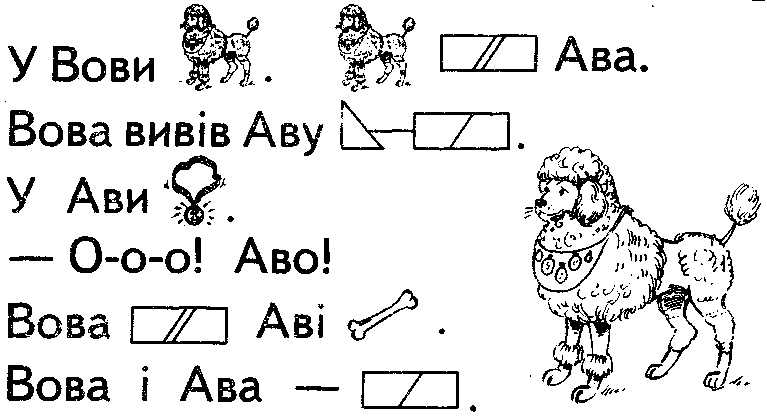 У Вови . Ава.
Вова вивів Аву .
У Ави .
— О-о-о! Аво!
Вова Аві .
Вова і Ава — .